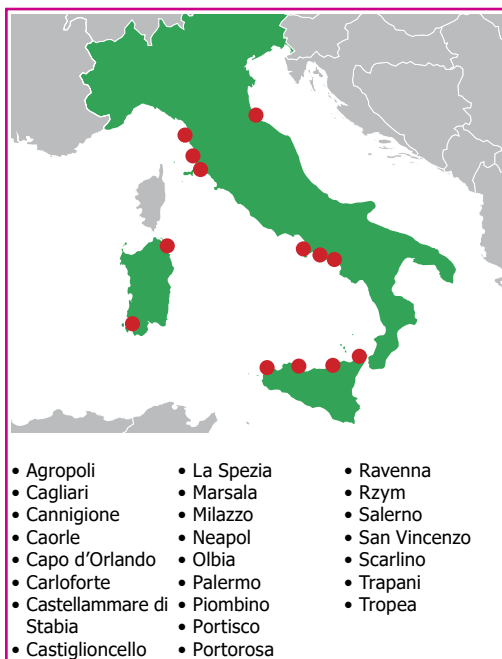 • Agropoli
• Cagliari
• Cannigione
• Caorle
• Capo d'Orlando
• Carloforte
• Castellammare di
Stabia
• Castiglioncello
• La Spezia
• Marsala
• Milazzo
• Neapol
• Olbia
• Palermo
• Piombino
• Portisco
• Portorosa
• Ravenna
• Rzym
• Salerno
• San Vincenzo
• Scarlino
• Trapani
• Tropea